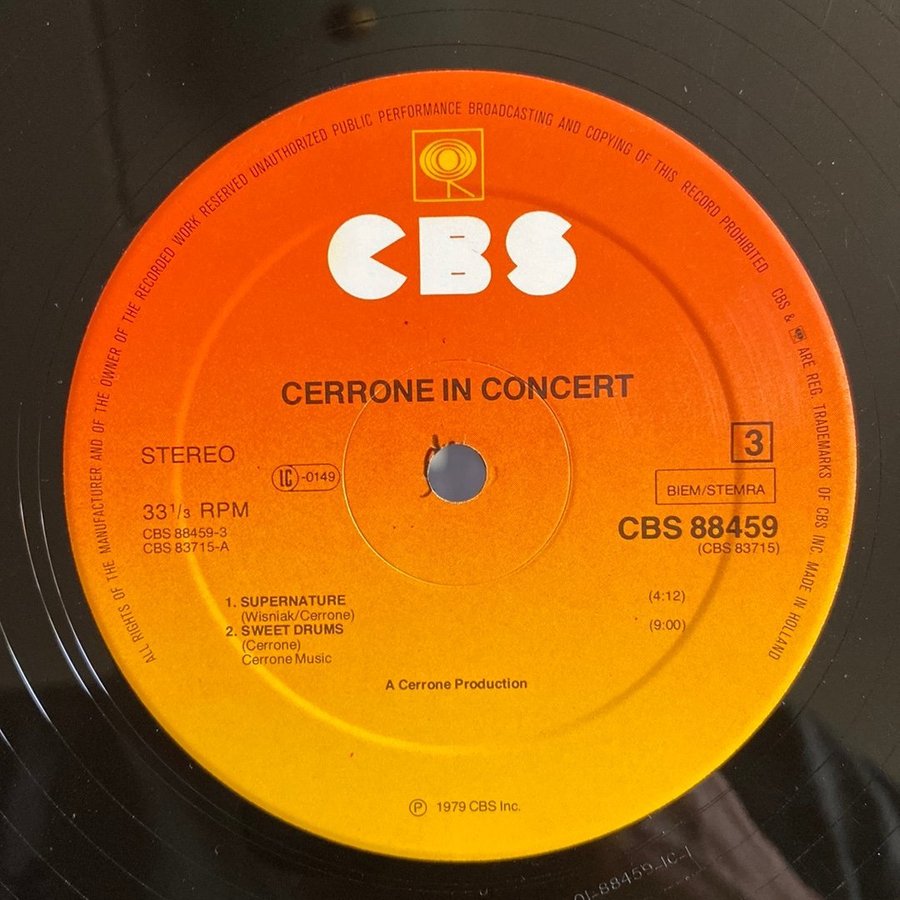 ALL RIGHTS OF THE MANUFACTURER AND OF THE OWNER OF THE RECORDED WORK RESERVED UNAUTHORIZED PUBLIC PERFORMANCE BROADCASTING AND COPYING OF THIS RECORD PROHIBITED
CBS & ARE REG. TRADEMARKS OF CBS INC. MADE IN HOLLAND
CBS
CERRONE IN CONCERT
STEREO
LC-0149
3
BIEM/STEMRA
33 1/3 RPM
CBS 88459-3
CBS 83715-A
CBS 88459
(CBS 83715)
1. SUPERNATURE (4:12)
(Wisniak/Cerrone)
2. SWEET DRUMS (9:00)
(Cerrone)
Cerrone Music
A Cerrone Production
℗ 1979 CBS Inc.